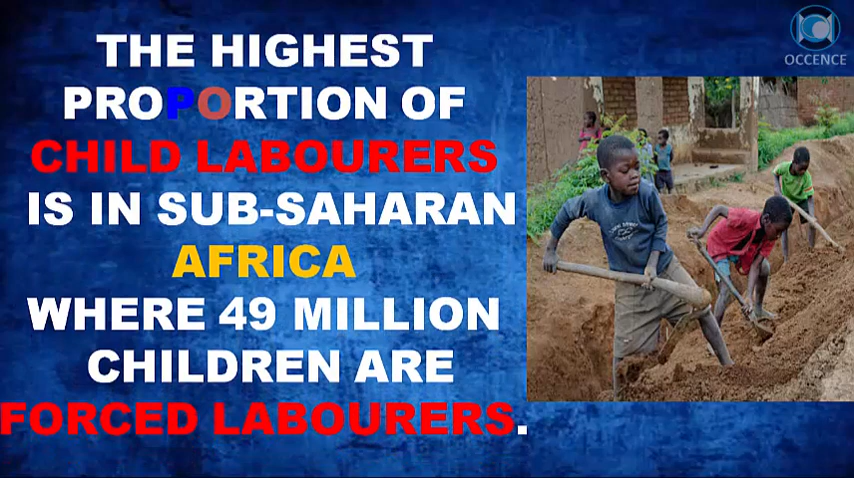 THE HIGHEST
PROPORTION OF
CHILD LABOURERS
IS IN SUB-SAHARAN
AFRICA
WHERE 49 MILLION
CHILDREN ARE
FORCED LABOURERS.
OCCENCE